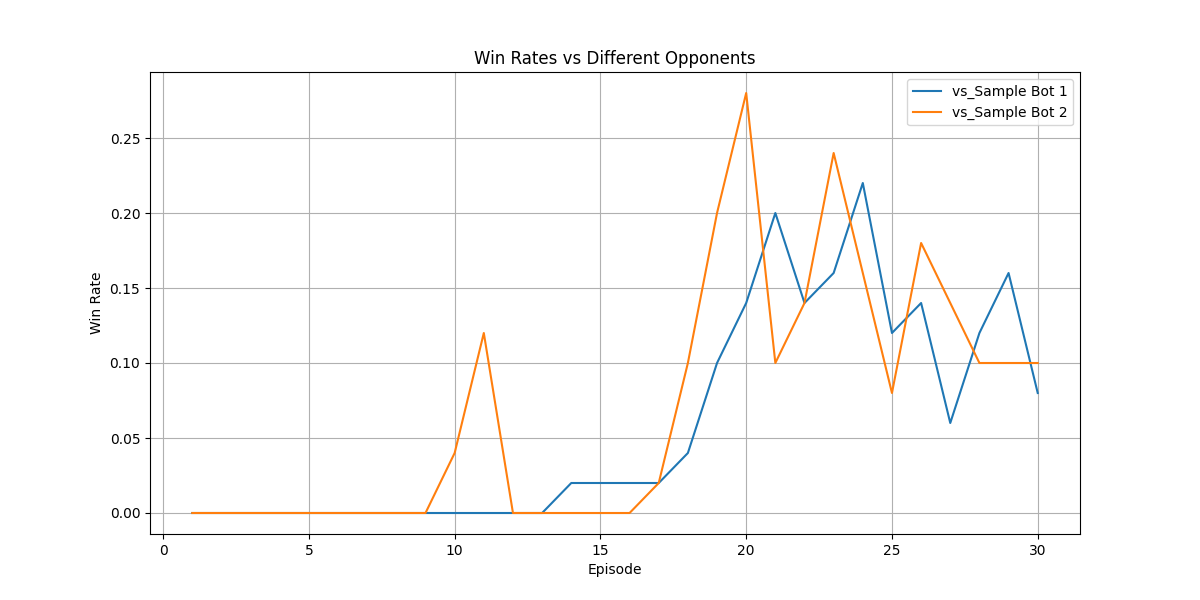 Win Rates vs Different Opponents
vs_Sample Bot 1
vs_Sample Bot 2
Win Rate
0.25
0.20
0.15
0.10
0.05
0.00
0 5 10 15 20 25 30
Episode